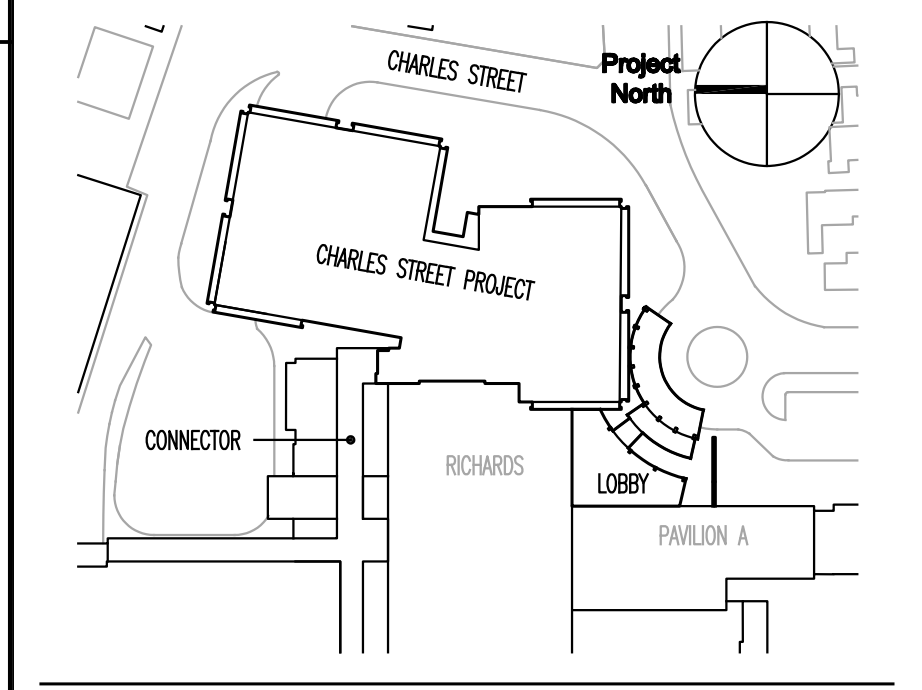 CHARLES STREET
Project
North
CHARLES STREET PROJECT
CONNECTOR
RICHARDS
LOBBY
PAVILION A